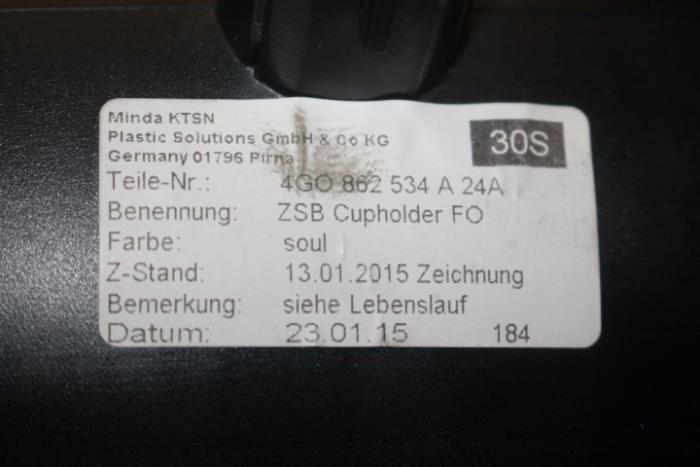 Minda KTSN
Plastic Solutions GmbH & Co KG
Germany 01796 Pirna
30S
Teile-Nr.: 4GO 862 534 A 24A
Benennung: ZSB Cupholder FO
Farbe: soul
Z-Stand: 13.01.2015 Zeichnung
Bemerkung: siehe Lebenslauf
Datum: 23.01.15 184